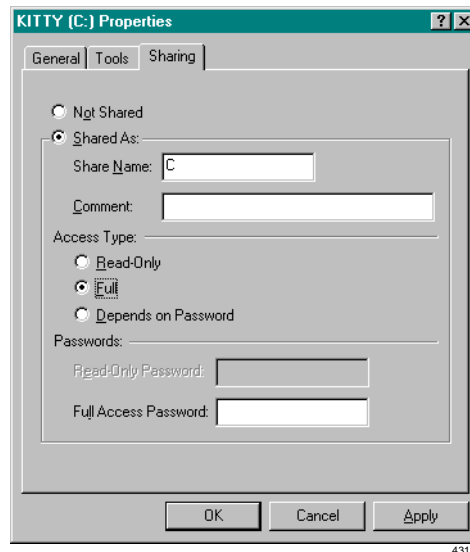 KITTY (C:) Properties
General Tools Sharing
Not Shared
Shared As:
Share Name: C
Comment:
Access Type:
Read-Only
Full
Depends on Password
Passwords:
Read-Only Password:
Full Access Password:
OK Cancel Apply
431